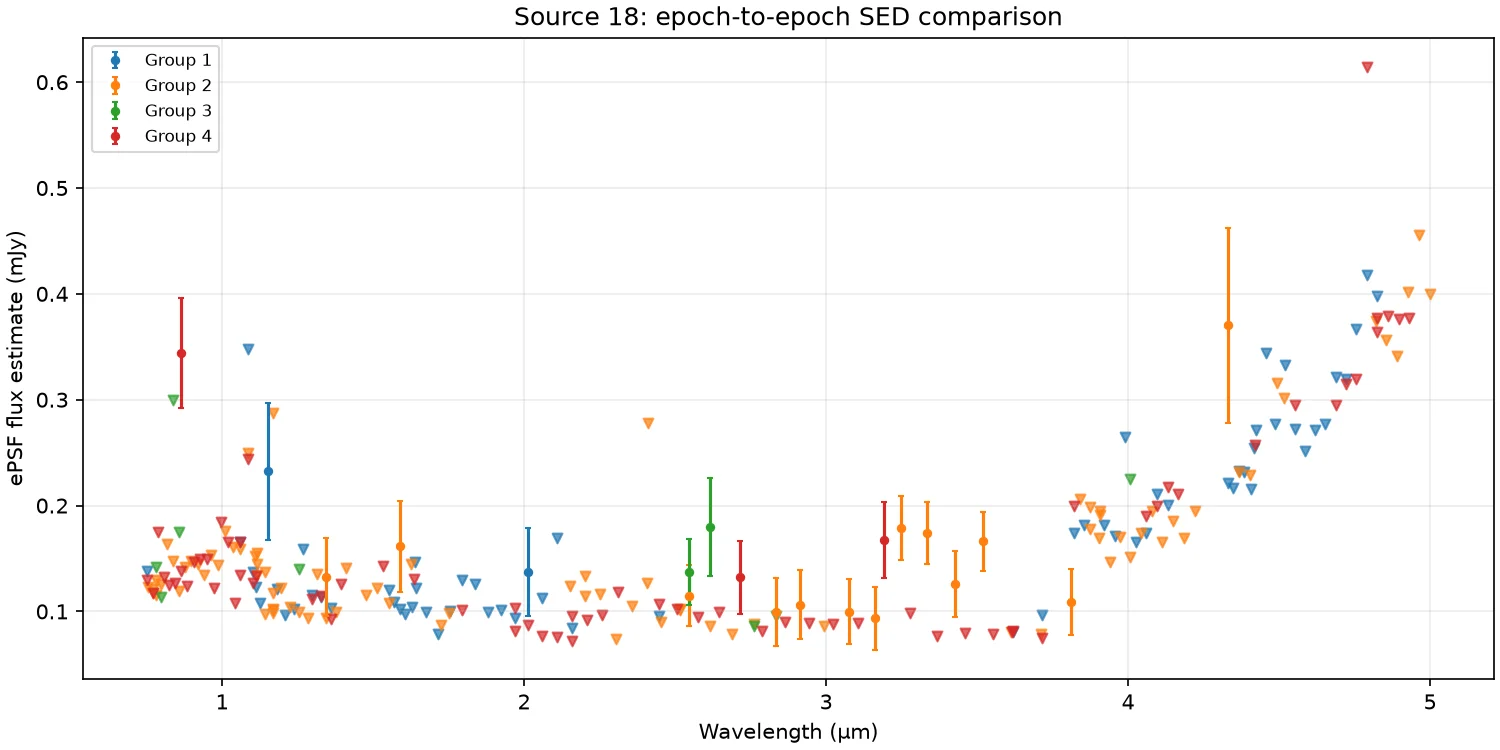 Source 18: epoch-to-epoch SED comparison
Group 1
Group 2
Group 3
Group 4
ePSF flux estimate (mJy)
0.6
0.5
0.4
0.3
0.2
0.1
1 2 3 4 5
Wavelength (µm)